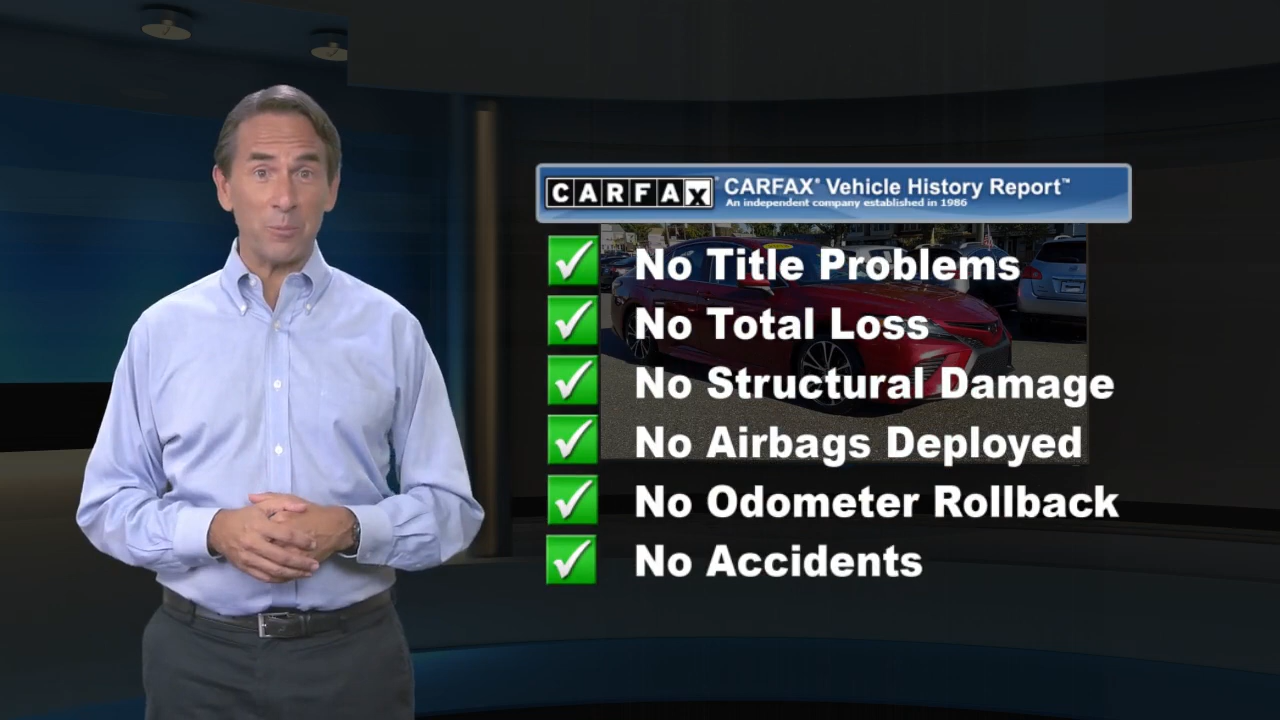 CARFAX® CARFAX® Vehicle History Report™
An independent company established in 1986
No Title Problems
No Total Loss
No Structural Damage
No Airbags Deployed
No Odometer Rollback
No Accidents